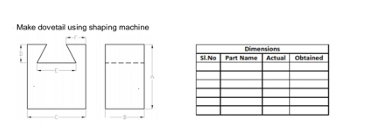 Make dovetail using shaping machine
Dimensions
Sl.No Part Name Actual Obtained